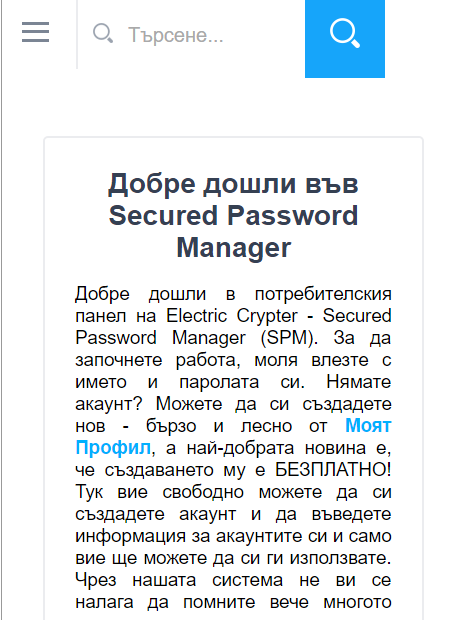 Търсене...
Добре дошли във
Secured Password
Manager
Добре дошли в потребителския
панел на Electric Crypter - Secured
Password Manager (SPM). За да
започнете работа, моля влезте с
името и паролата си. Нямате
акаунт? Можете да си създадете
нов - бързо и лесно от Моят
Профил, а най-добрата новина е,
че създаването му е БЕЗПЛАТНО!
Тук вие свободно можете да си
създадете акаунт и да въведете
информация за акаунтите си и само
вие ще можете да си ги използвате.
Чрез нашата система не ви се
налага да помните вече многото